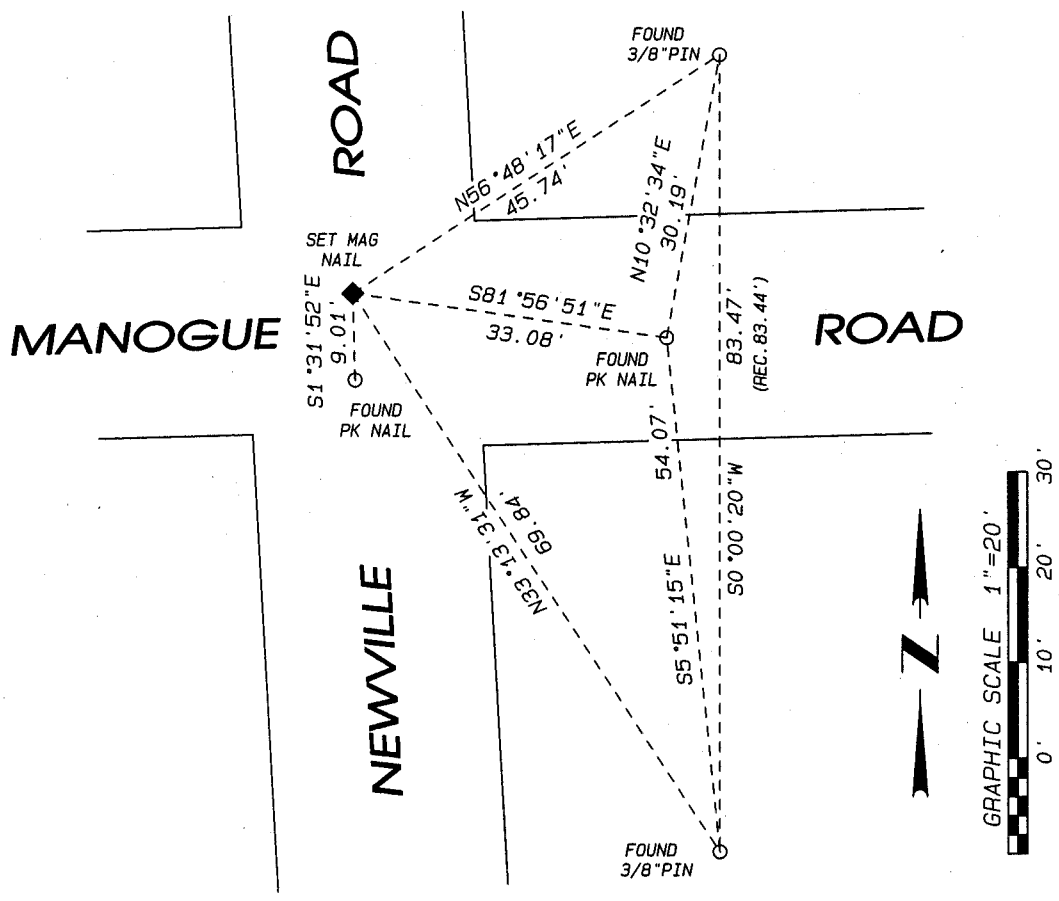 ROAD
FOUND
3/8"PIN
N56°48'17"E
45.74'
N10°32'34"E
30.19'
SET MAG
NAIL
S1°31'52"E
9.01'
S81°56'51"E
33.08'
MANOGUE
ROAD
FOUND
PK NAIL
FOUND
PK NAIL
83.47'
(REC.83.44')
54.07'
N33°13'31"W
69.84'
S5°51'15"E
S0°00'20"W
NEWVILLE
N
GRAPHIC SCALE 1"=20'
0'
10'
20'
30'
FOUND
3/8"PIN